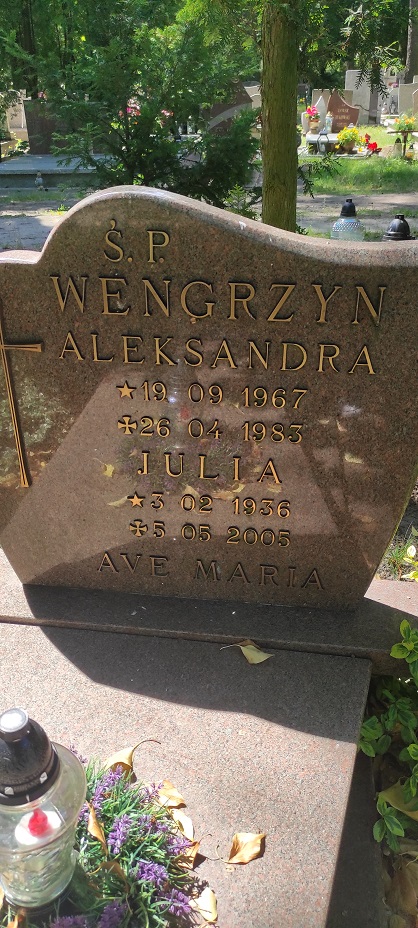 Ś. P.
WENGRZYN
ALEKSANDRA
★19 09 1967
✠26 04 1983
JULIA
★3 02 1936
✠5 05 2005
AVE MARIA